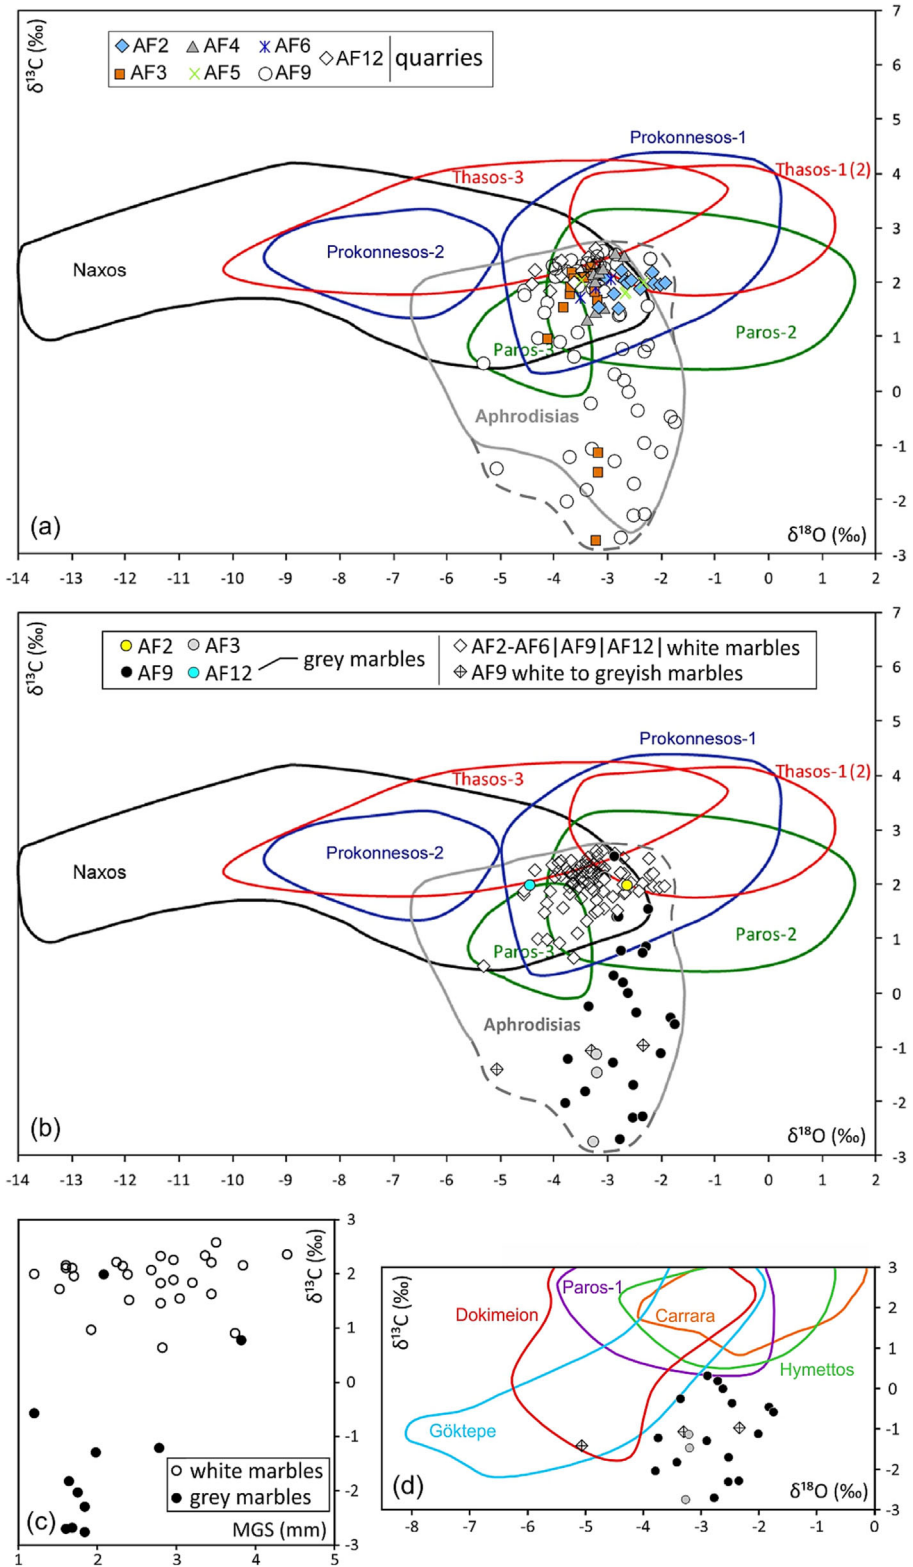 δ¹³C (‰)
AF2 AF4 AF6
AF3 AF5 AF9 AF12 quarries
7
6
5
4
3
2
1
0
-1
-2
-3
Prokonnesos-1
Thasos-3
Thasos-1(2)
Prokonnesos-2
Naxos
Paros-2
Paros-3
Aphrodisias
(a)
δ¹⁸O (‰)
-14 -13 -12 -11 -10 -9 -8 -7 -6 -5 -4 -3 -2 -1 0 1 2
δ¹³C (‰)
AF2 AF3
AF9 AF12 grey marbles
AF2-AF6|AF9|AF12| white marbles
AF9 white to greyish marbles
7
6
5
4
3
2
1
0
-1
-2
-3
Prokonnesos-1
Thasos-3
Thasos-1(2)
Prokonnesos-2
Naxos
Paros-2
Paros-3
Aphrodisias
(b)
δ¹⁸O (‰)
-14 -13 -12 -11 -10 -9 -8 -7 -6 -5 -4 -3 -2 -1 0 1 2
δ¹³C (‰)
3
2
1
0
-1
-2
-3
white marbles
grey marbles
(c)
MGS (mm)
1 2 3 4 5
δ¹³C (‰)
3
2
1
0
-1
-2
-3
Paros-1
Dokimeion
Carrara
Hymettos
Göktepe
(d)
δ¹⁸O (‰)
-8 -7 -6 -5 -4 -3 -2 -1 0